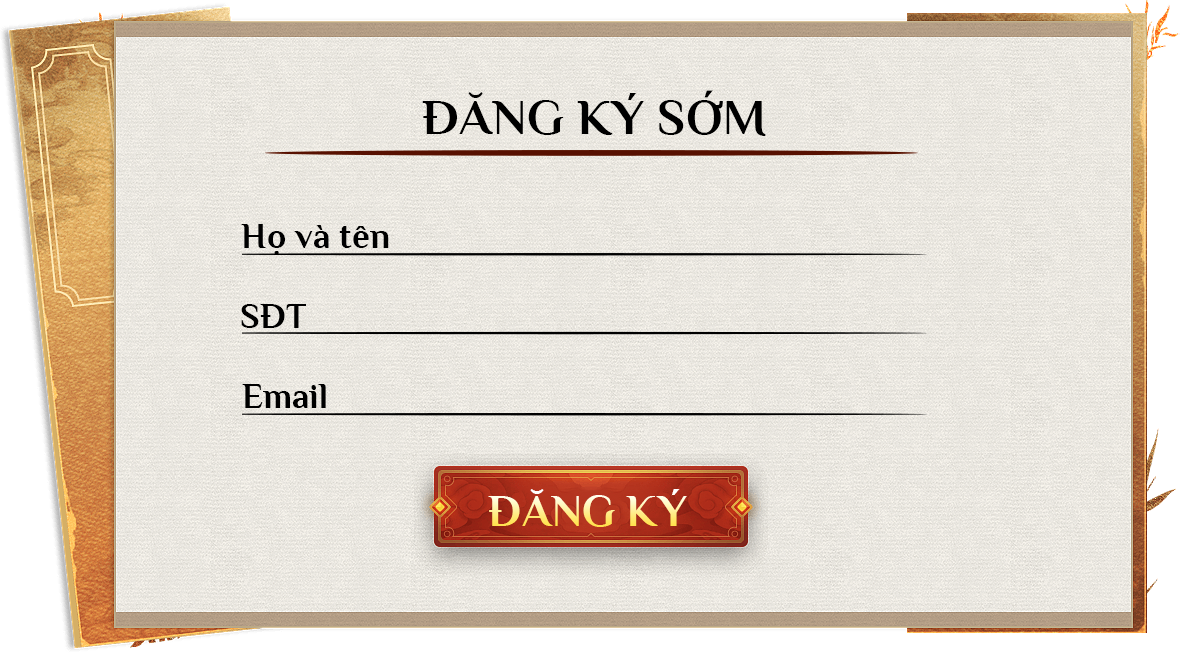 ĐĂNG KÝ SỚM
Họ và tên
SĐT
Email
ĐĂNG KÝ